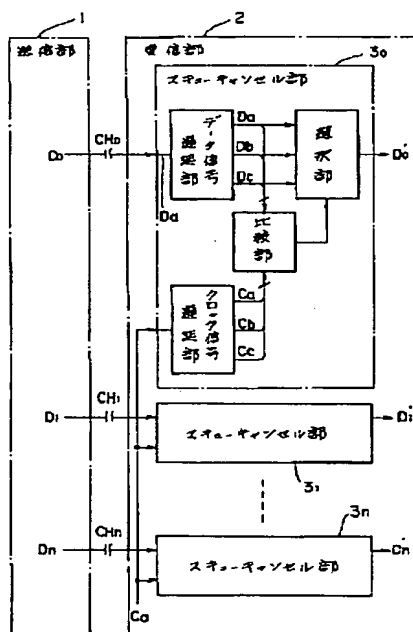 1
2
送信部
受信部
3o
スキューキャンセル部
Do
CHo
Da
データ信号
遅延部
Da
Db
Dc
選択部
Do'
比較部
クロック信号
遅延部
Ca
Cb
Cc
D1
CH1
スキューキャンセル部
D1'
31
Dn
CHn
3n
スキューキャンセル部
Ca